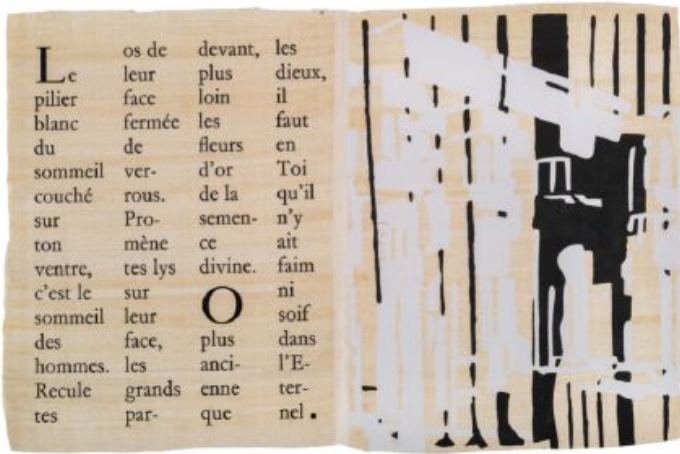 Le
pilier
blanc
du
sommeil
couché
sur
ton
ventre,
c'est le
sommeil
des
hommes.
Recule
tes
os de
leur
face
fermée
de
ver-
rous.
Pro-
mène
tes lys
sur
leur
face,
les
grands
par-
devant,
plus
loin
les
fleurs
d'or
de la
semen-
ce
divine.
O
plus
anci-
enne
que
les
dieux,
il
faut
en
Toi
qu'il
n'y
ait
faim
ni
soif
dans
l'E-
ter-
nel.